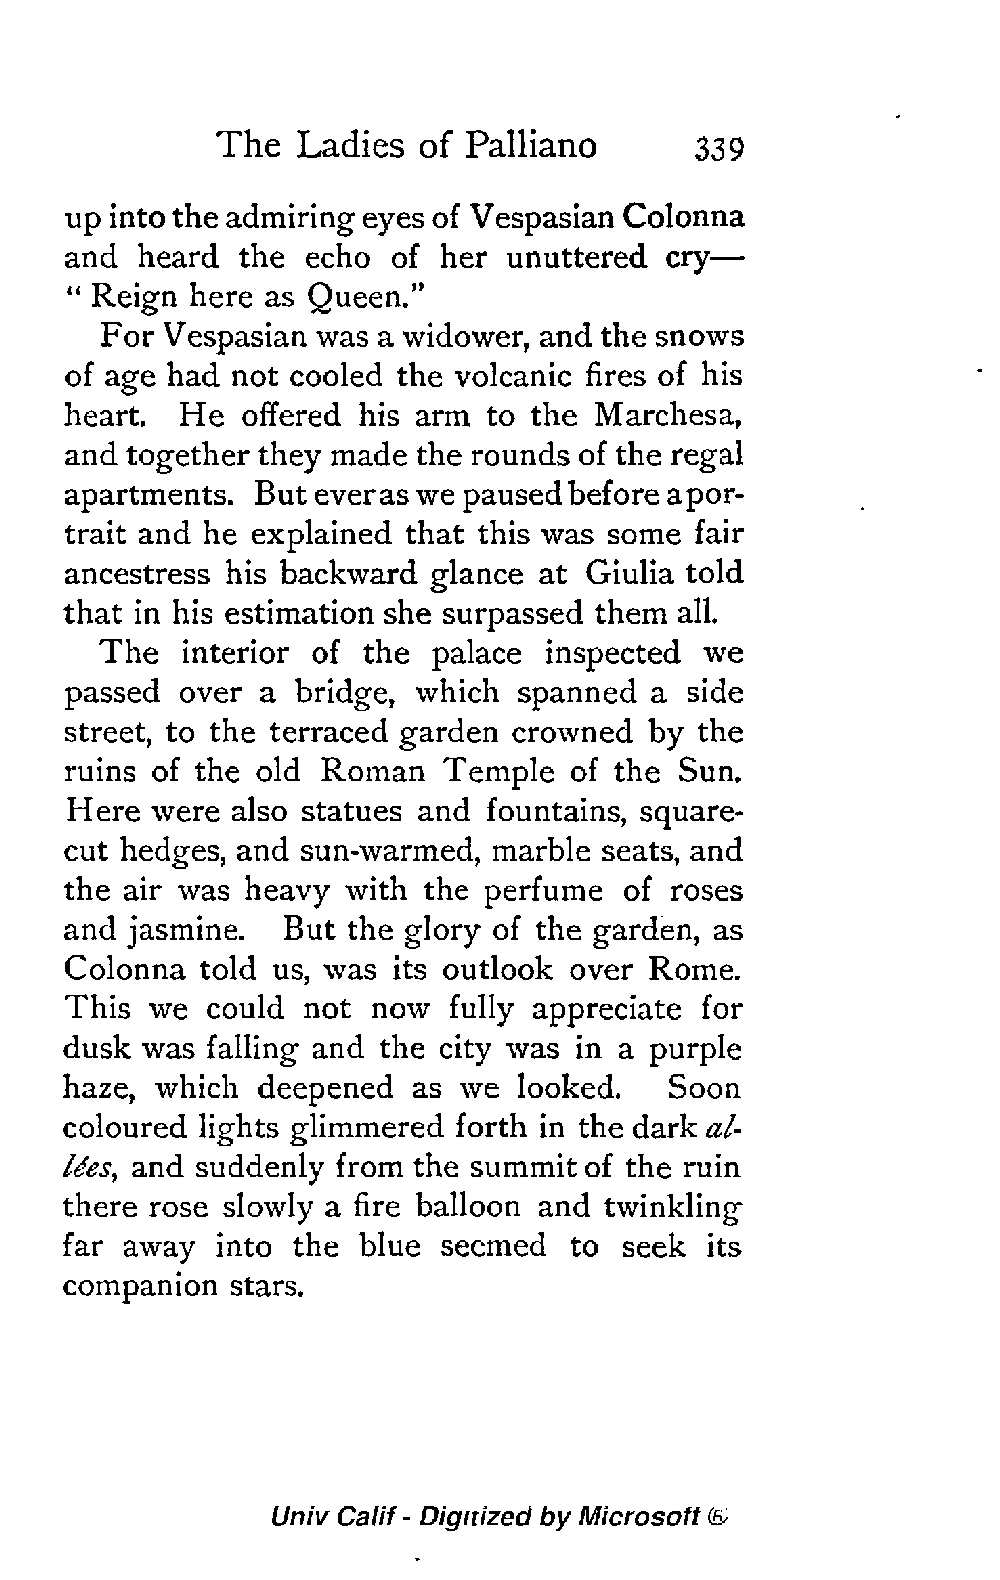 The Ladies of Palliano 339
up into the admiring eyes of Vespasian Colonna
and heard the echo of her unuttered cry—
" Reign here as Queen."
For Vespasian was a widower, and the snows
of age had not cooled the volcanic fires of his
heart. He offered his arm to the Marchesa,
and together they made the rounds of the regal
apartments. But ever as we paused before a por-
trait and he explained that this was some fair
ancestress his backward glance at Giulia told
that in his estimation she surpassed them all.
The interior of the palace inspected we
passed over a bridge, which spanned a side
street, to the terraced garden crowned by the
ruins of the old Roman Temple of the Sun.
Here were also statues and fountains, square-
cut hedges, and sun-warmed, marble seats, and
the air was heavy with the perfume of roses
and jasmine. But the glory of the garden, as
Colonna told us, was its outlook over Rome.
This we could not now fully appreciate for
dusk was falling and the city was in a purple
haze, which deepened as we looked. Soon
coloured lights glimmered forth in the dark al-
lées, and suddenly from the summit of the ruin
there rose slowly a fire balloon and twinkling
far away into the blue seemed to seek its
companion stars.
Univ Calif - Digitized by Microsoft ®